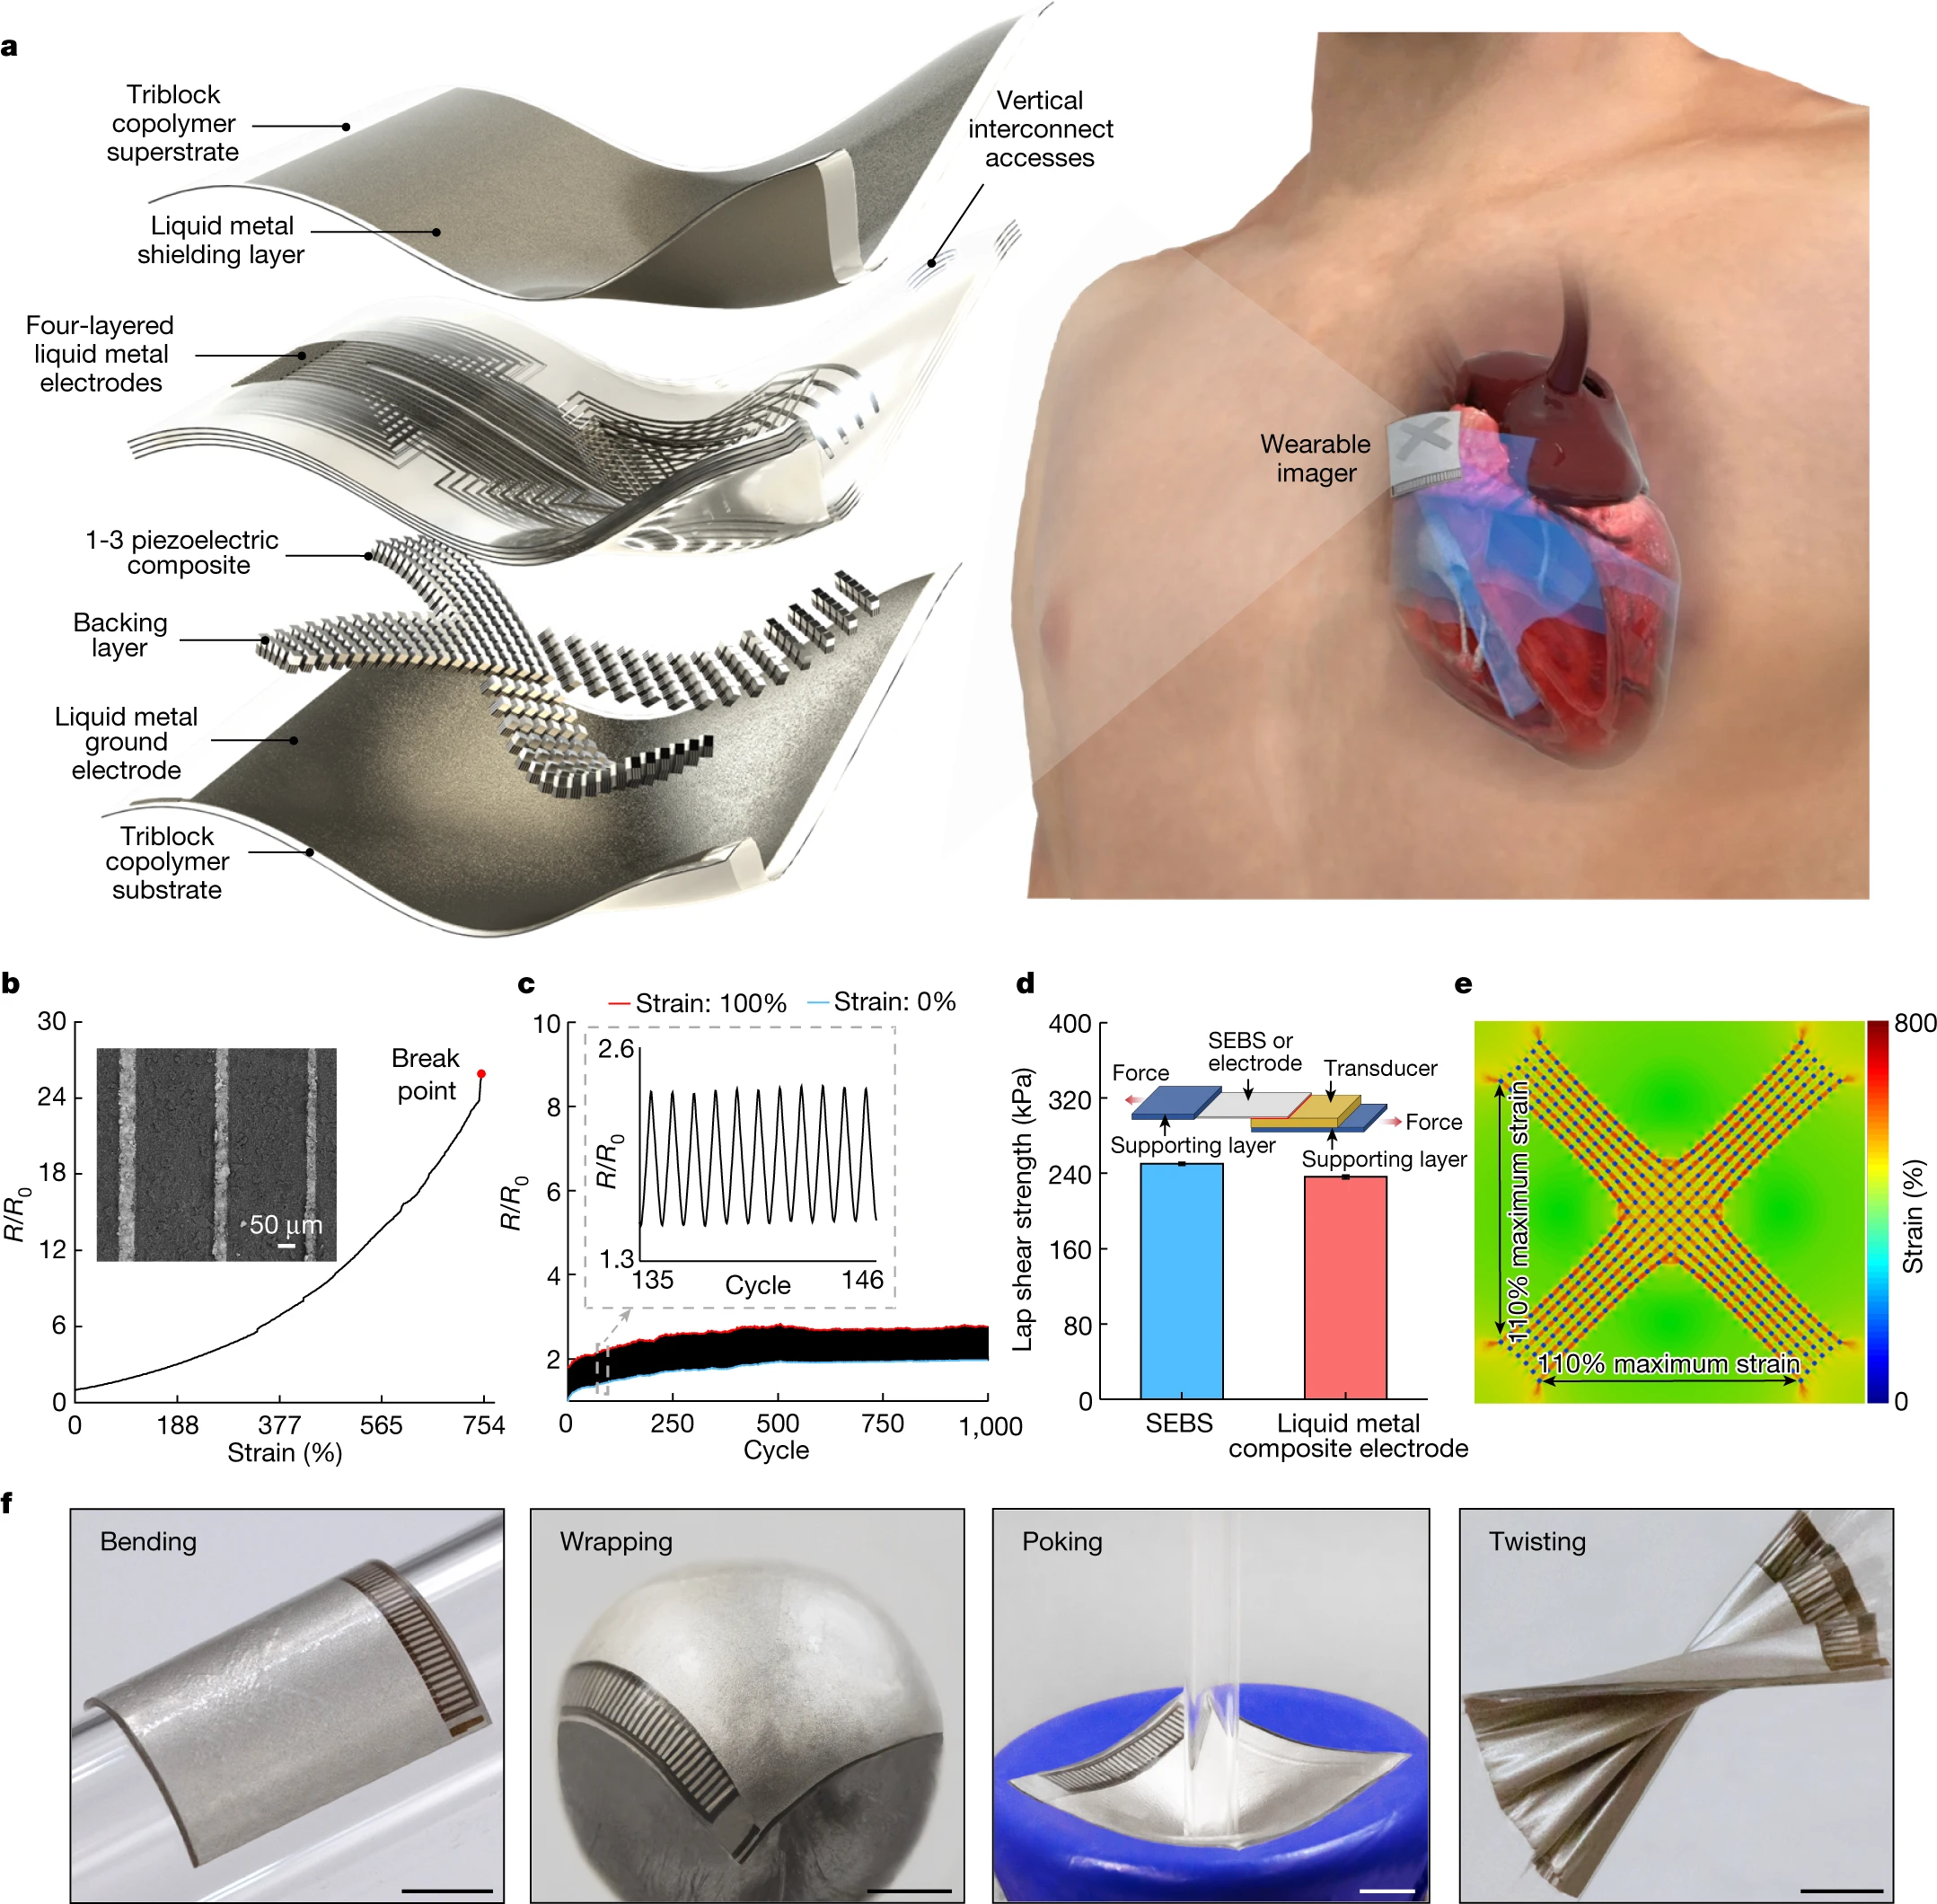 a
Triblock
copolymer
superstrate
Liquid metal
shielding layer
Vertical
interconnect
accesses
Four-layered
liquid metal
electrodes
1-3 piezoelectric
composite
Backing
layer
Liquid metal
ground
electrode
Triblock
copolymer
substrate
Wearable
imager
b
30
24
18
12
6
0
R/R0
0 188 377 565 754
Strain (%)
Break
point
50 μm
c
Strain: 100% Strain: 0%
10
8
6
4
2
R/R0
0 250 500 750 1,000
Cycle
2.6
1.3
R/R0
135 146
Cycle
d
400
320
240
160
80
0
Lap shear strength (kPa)
SEBS or
electrode
Force
Transducer
Force
Supporting layer
Supporting layer
SEBS
Liquid metal
composite electrode
e
110% maximum strain
110% maximum strain
800
0
Strain (%)
f
Bending
Wrapping
Poking
Twisting